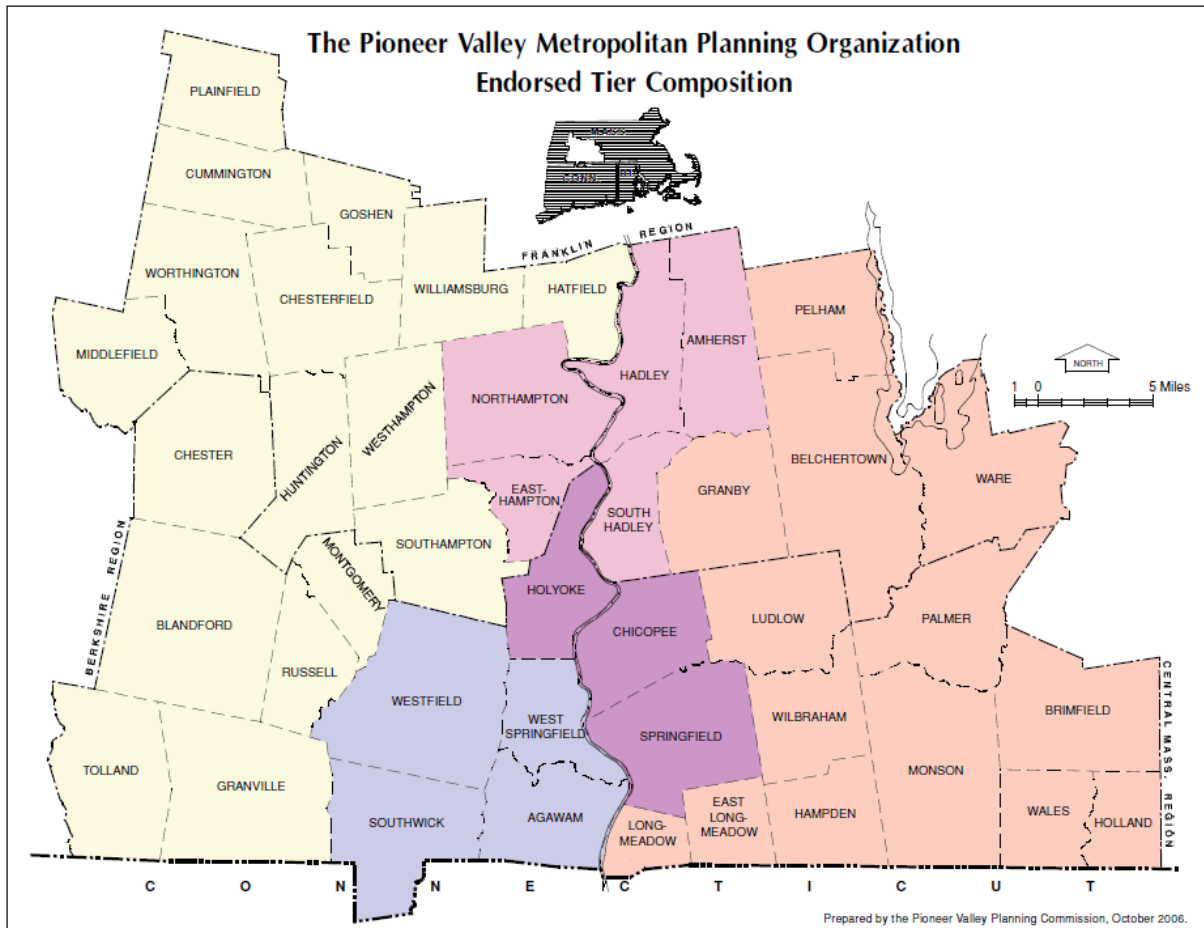 The Pioneer Valley Metropolitan Planning Organization
Endorsed Tier Composition
PLAINFIELD
MASS.
CUMMINGTON
CONN.
RI
GOSHEN
FRANKLIN REGION
WORTHINGTON
CHESTERFIELD
WILLIAMSBURG
HATFIELD
PELHAM
MIDDLEFIELD
AMHERST
HADLEY
NORTH
1 0 5 Miles
NORTHAMPTON
WESTHAMPTON
CHESTER
HUNTINGTON
BELCHERTOWN
WARE
EAST-
HAMPTON
GRANBY
SOUTH
HADLEY
SOUTHAMPTON
MONTGOMERY
BERKSHIRE REGION
HOLYOKE
BLANDFORD
CHICOPEE
LUDLOW
PALMER
RUSSELL
WESTFIELD
WEST
SPRINGFIELD
SPRINGFIELD
WILBRAHAM
BRIMFIELD
CENTRAL MASS. REGION
TOLLAND
GRANVILLE
MONSON
SOUTHWICK
AGAWAM
LONG-
MEADOW
EAST
LONG-
MEADOW
HAMPDEN
WALES
HOLLAND
C O N N E C T I C U T
Prepared by the Pioneer Valley Planning Commission, October 2006.